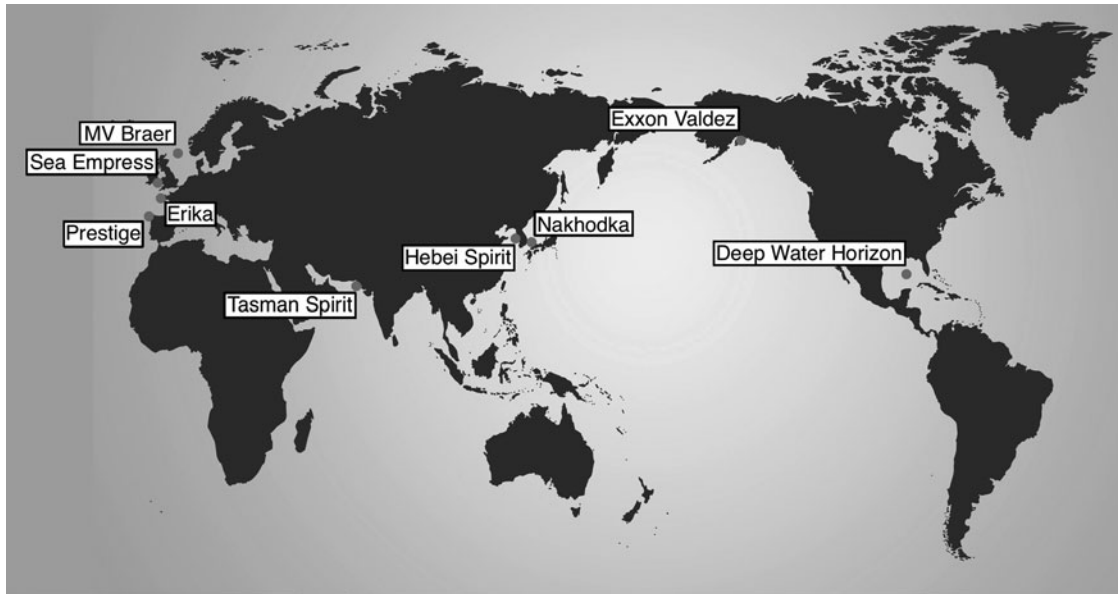 Exxon Valdez
MV Braer
Sea Empress
Erika
Prestige
Nakhodka
Hebei Spirit
Deep Water Horizon
Tasman Spirit